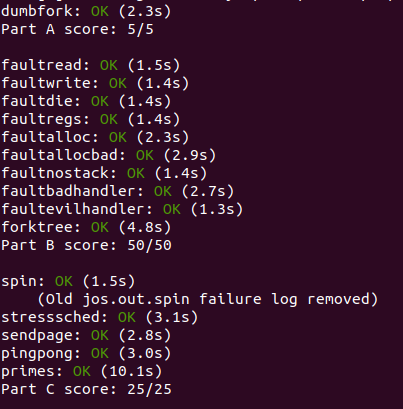 dumbfork: OK (2.3s)
Part A score: 5/5
faultread: OK (1.5s)
faultwrite: OK (1.4s)
faultdie: OK (1.4s)
faultregs: OK (1.4s)
faultalloc: OK (2.3s)
faultallocbad: OK (2.9s)
faultnostack: OK (1.4s)
faultbadhandler: OK (2.7s)
faultevilhandler: OK (1.3s)
forktree: OK (4.8s)
Part B score: 50/50
spin: OK (1.5s)
(Old jos.out.spin failure log removed)
stresssched: OK (3.1s)
sendpage: OK (2.8s)
pingpong: OK (3.0s)
primes: OK (10.1s)
Part C score: 25/25